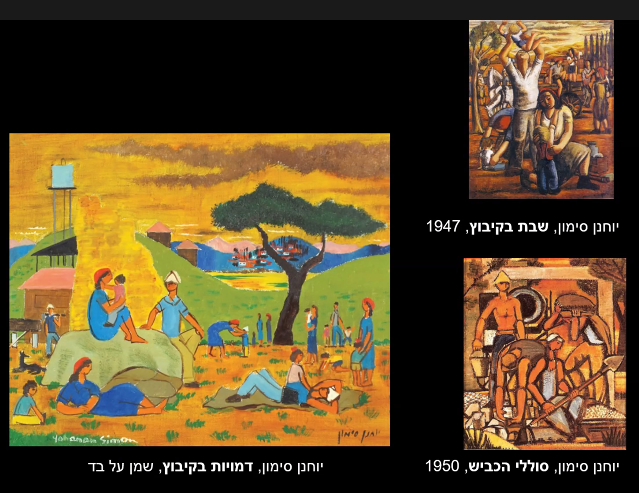 יוחנן סימון, שבת בקיבוץ, 1947
Yohanan Simon
יוחנן סימון
יוחנן סימון, דמויות בקיבוץ, שמן על בד
יוחנן סימון, סוללי הכביש, 1950